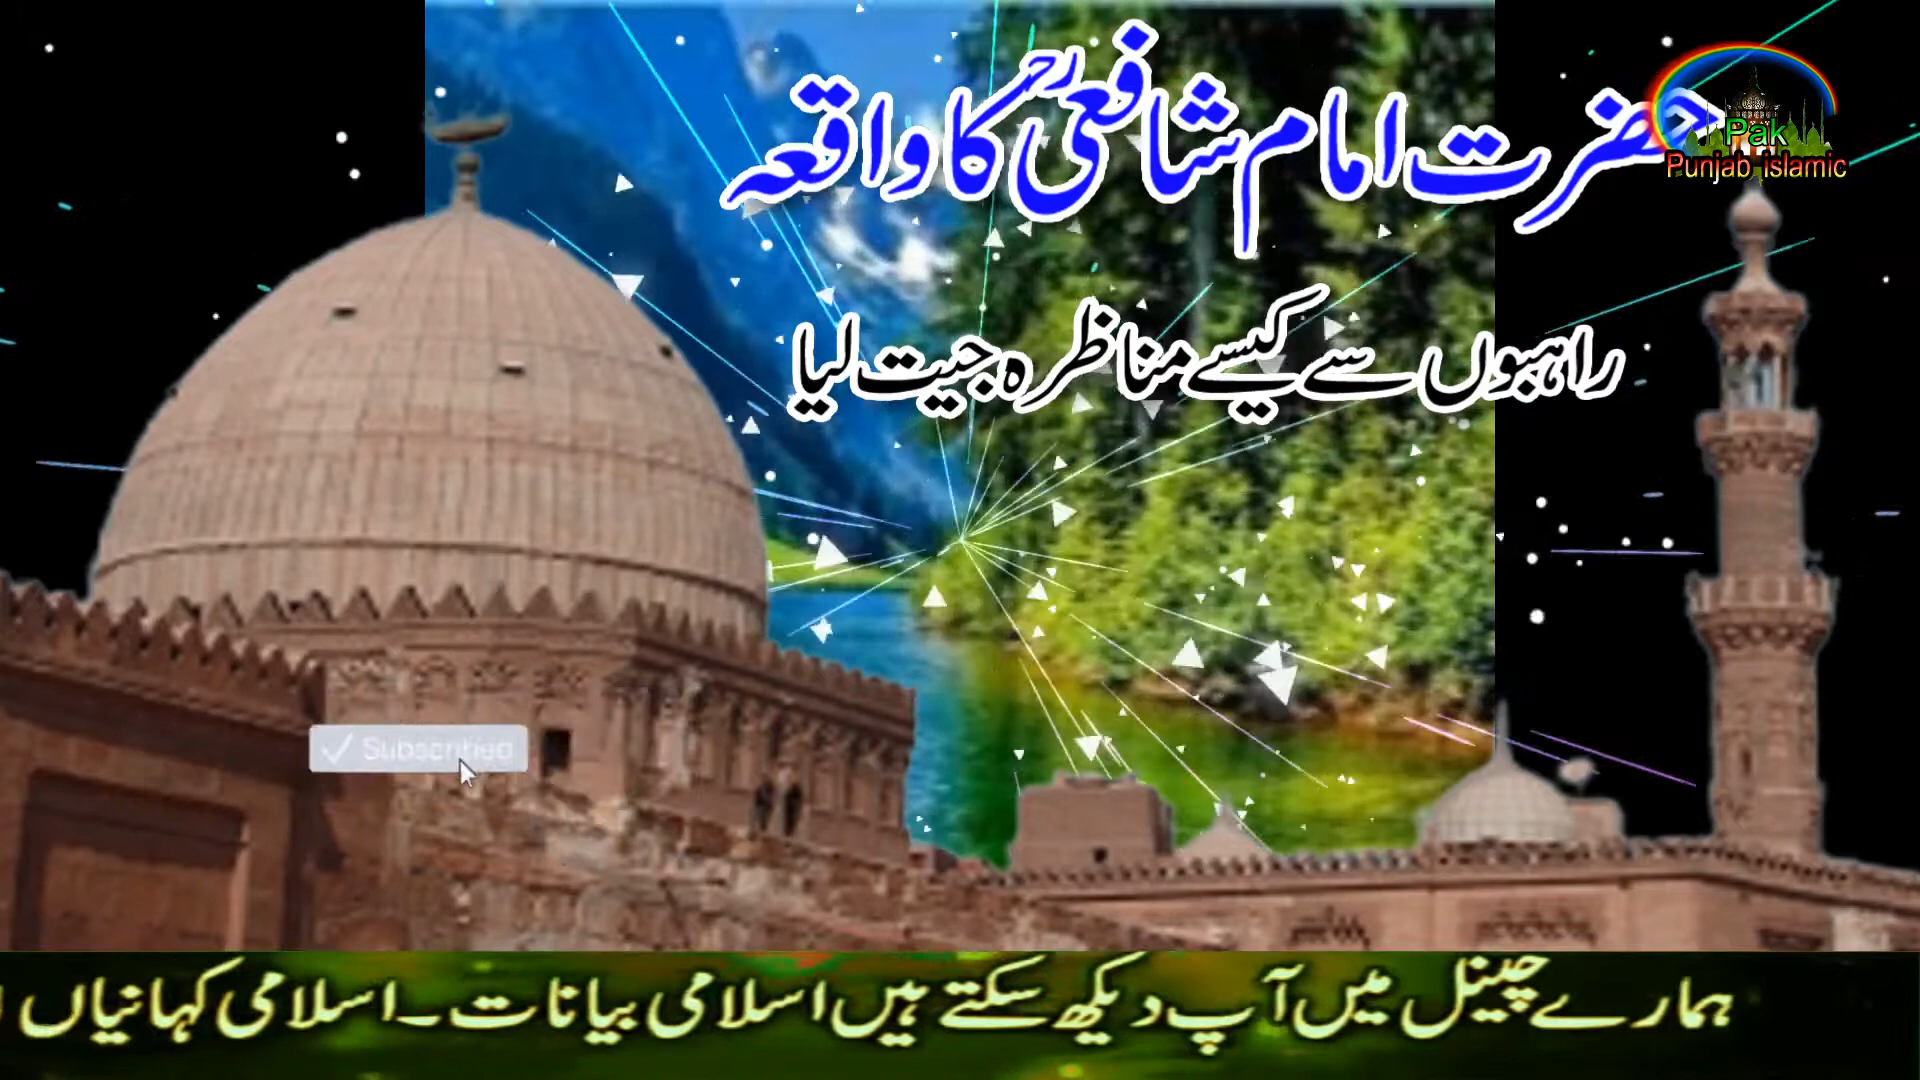 حضرت امام شافعیؒ کا واقعہ
Pak
Punjab islamic
راہبوں سے کیسے مناظرہ جیت لیا
Subscribed
ہمارے چینل میں آپ دیکھ سکتے ہیں اسلامی بیانات۔اسلامی کہانیاں